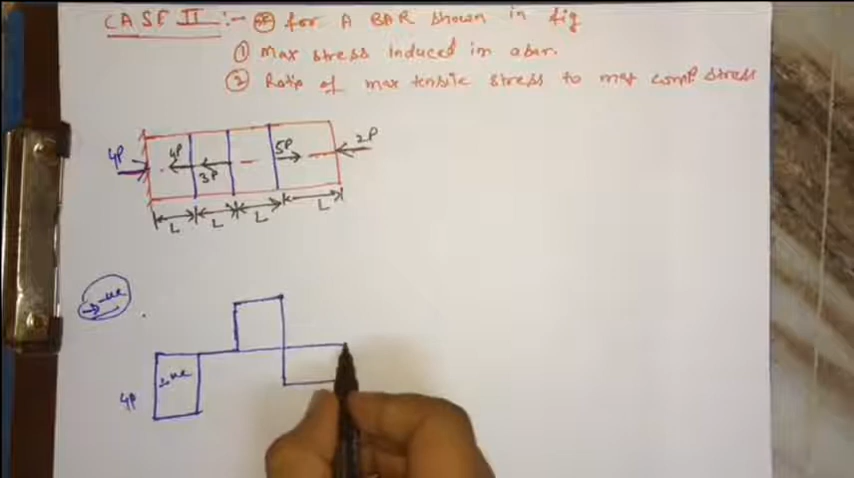 CASE II :- for A BAR shown in fig
① Max stress Induced in a bar.
② Ratio of max tensile stress to max comp stress
4P 4P 3P 5P 2P
L L L L
-ve
-ve
4P